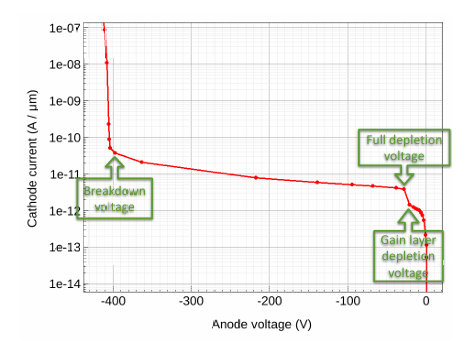 1e-07
1e-08
1e-09
1e-10
1e-11
1e-12
1e-13
1e-14
Cathode current (A / μm)
Full depletion
voltage
Breakdown
voltage
Gain layer
depletion
voltage
-400
-300
-200
-100
0
Anode voltage (V)